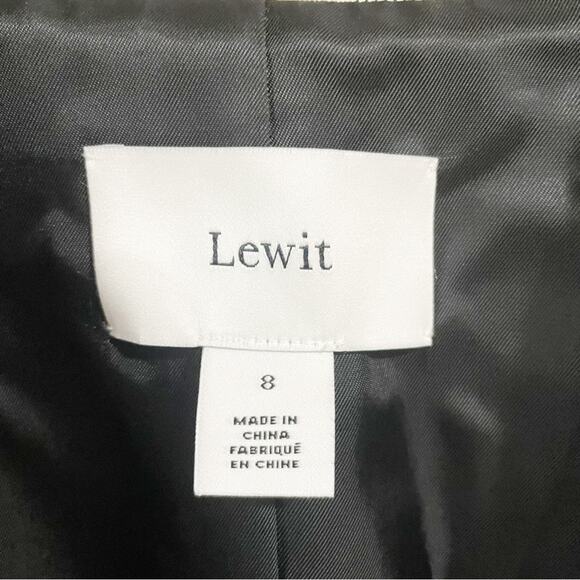 Lewit
8
MADE IN
CHINA
FABRIQUÉ
EN CHINE